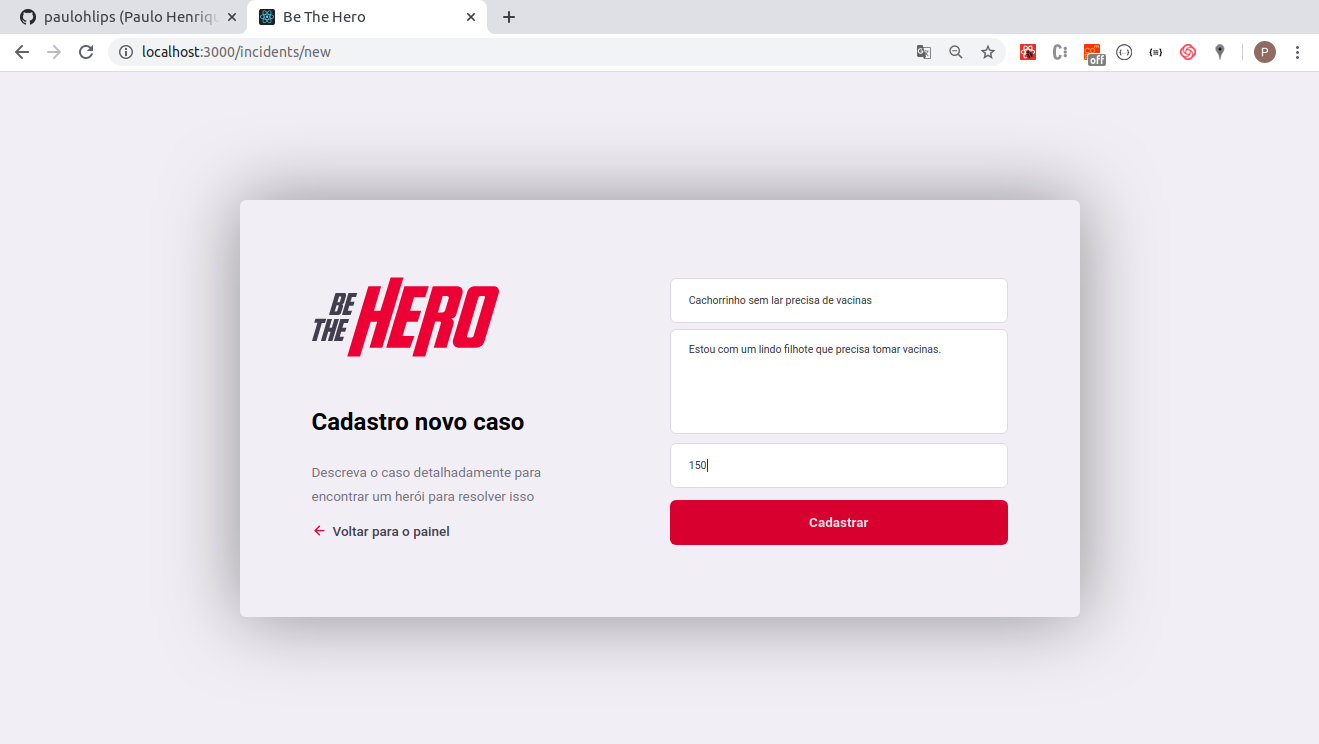 paulohlips (Paulo Henriqu
Be The Hero
localhost:3000/incidents/new
off
P
BE
THE
HERO
Cadastro novo caso
Descreva o caso detalhadamente para
encontrar um herói para resolver isso
Voltar para o painel
Cachorrinho sem lar precisa de vacinas
Estou com um lindo filhote que precisa tomar vacinas.
150
Cadastrar